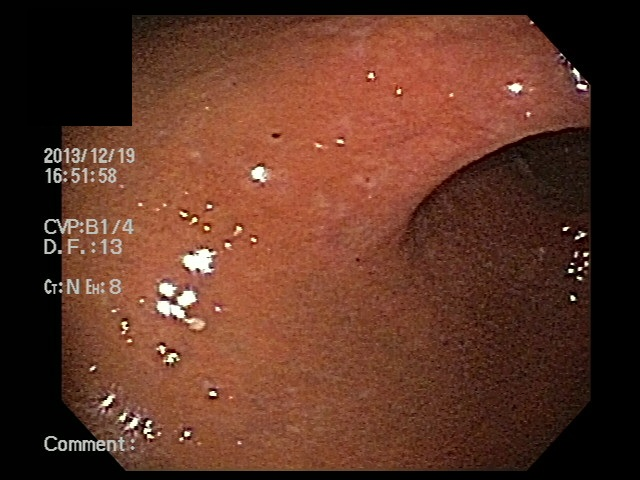 2013/12/19
16:51:58
CVP:B1/4
D.F.:13
CT:N EH:8
Comment: